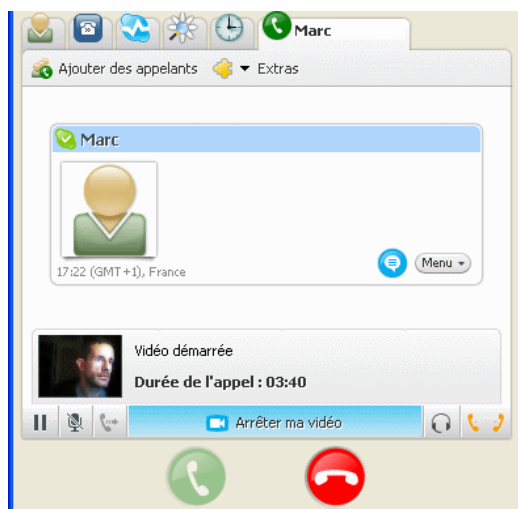 Marc
Ajouter des appelants
Extras
Marc
17:22 (GMT+1), France
Menu
Vidéo démarrée
Durée de l'appel : 03:40
Arrêter ma vidéo